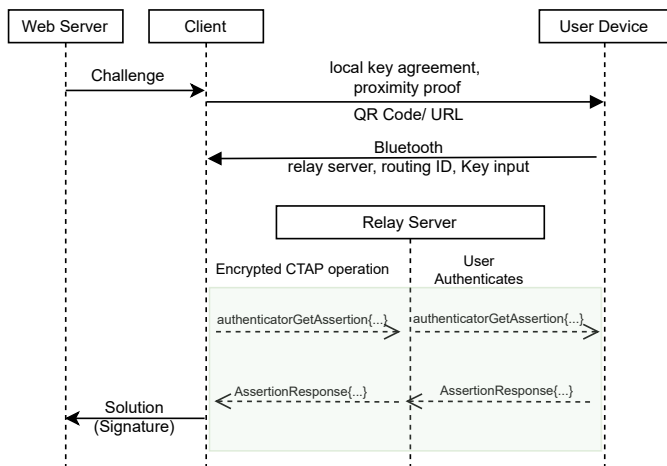 Web Server
Client
User Device
Challenge
local key agreement,
proximity proof
QR Code/ URL
Bluetooth
relay server, routing ID, Key input
Relay Server
Encrypted CTAP operation
User
Authenticates
authenticatorGetAssertion{...}
authenticatorGetAssertion{...}
AssertionResponse{...}
AssertionResponse{...}
Solution
(Signature)